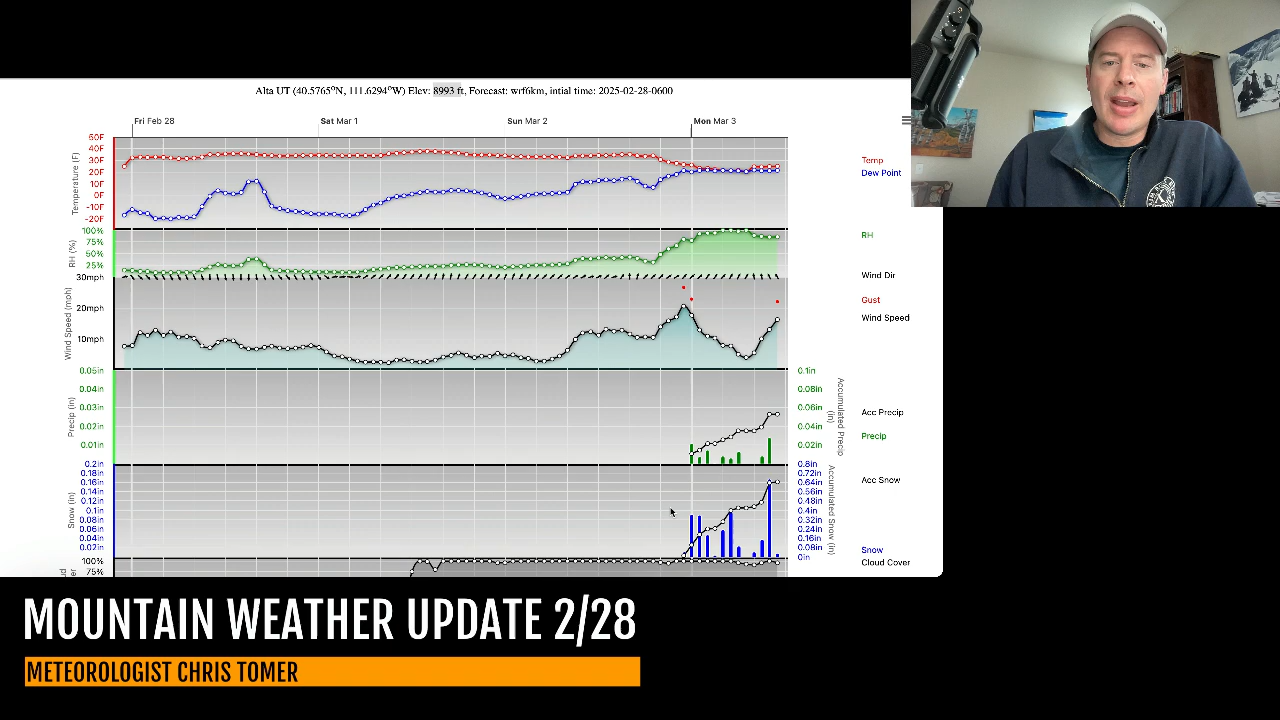 Alta UT (40.5765°N, 111.6294°W) Elev: 8993 ft, Forecast: wrf6km, intial time: 2025-02-28-0600
Fri Feb 28
Sat Mar 1
Sun Mar 2
Mon Mar 3
Temperature (F)
50F
40F
30F
20F
10F
0F
-10F
-20F
Temp
Dew Point
RH (%)
100%
75%
50%
25%
RH
Wind Dir
Wind Speed (mph)
30mph
20mph
10mph
Gust
Wind Speed
Precip (in)
0.05in
0.04in
0.03in
0.02in
0.01in
0.1in
0.08in
0.06in
0.04in
0.02in
Accumulated Precip (in)
Acc Precip
Precip
Snow (in)
0.2in
0.18in
0.16in
0.14in
0.12in
0.1in
0.08in
0.06in
0.04in
0.02in
0.8in
0.72in
0.64in
0.56in
0.48in
0.4in
0.32in
0.24in
0.16in
0.08in
0in
Accumulated Snow (in)
Acc Snow
Snow
Cloud Cover
100%
75%
MOUNTAIN WEATHER UPDATE 2/28
METEOROLOGIST CHRIS TOMER